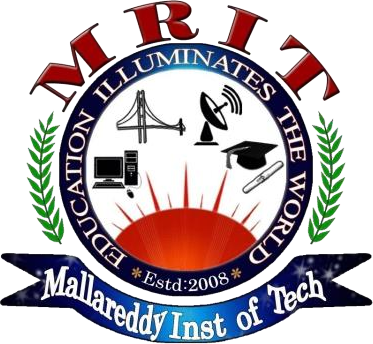 MRIT
EDUCATION ILLUMINATES THE WORLD
*Estd:2008*
Mallareddy Inst of Tech